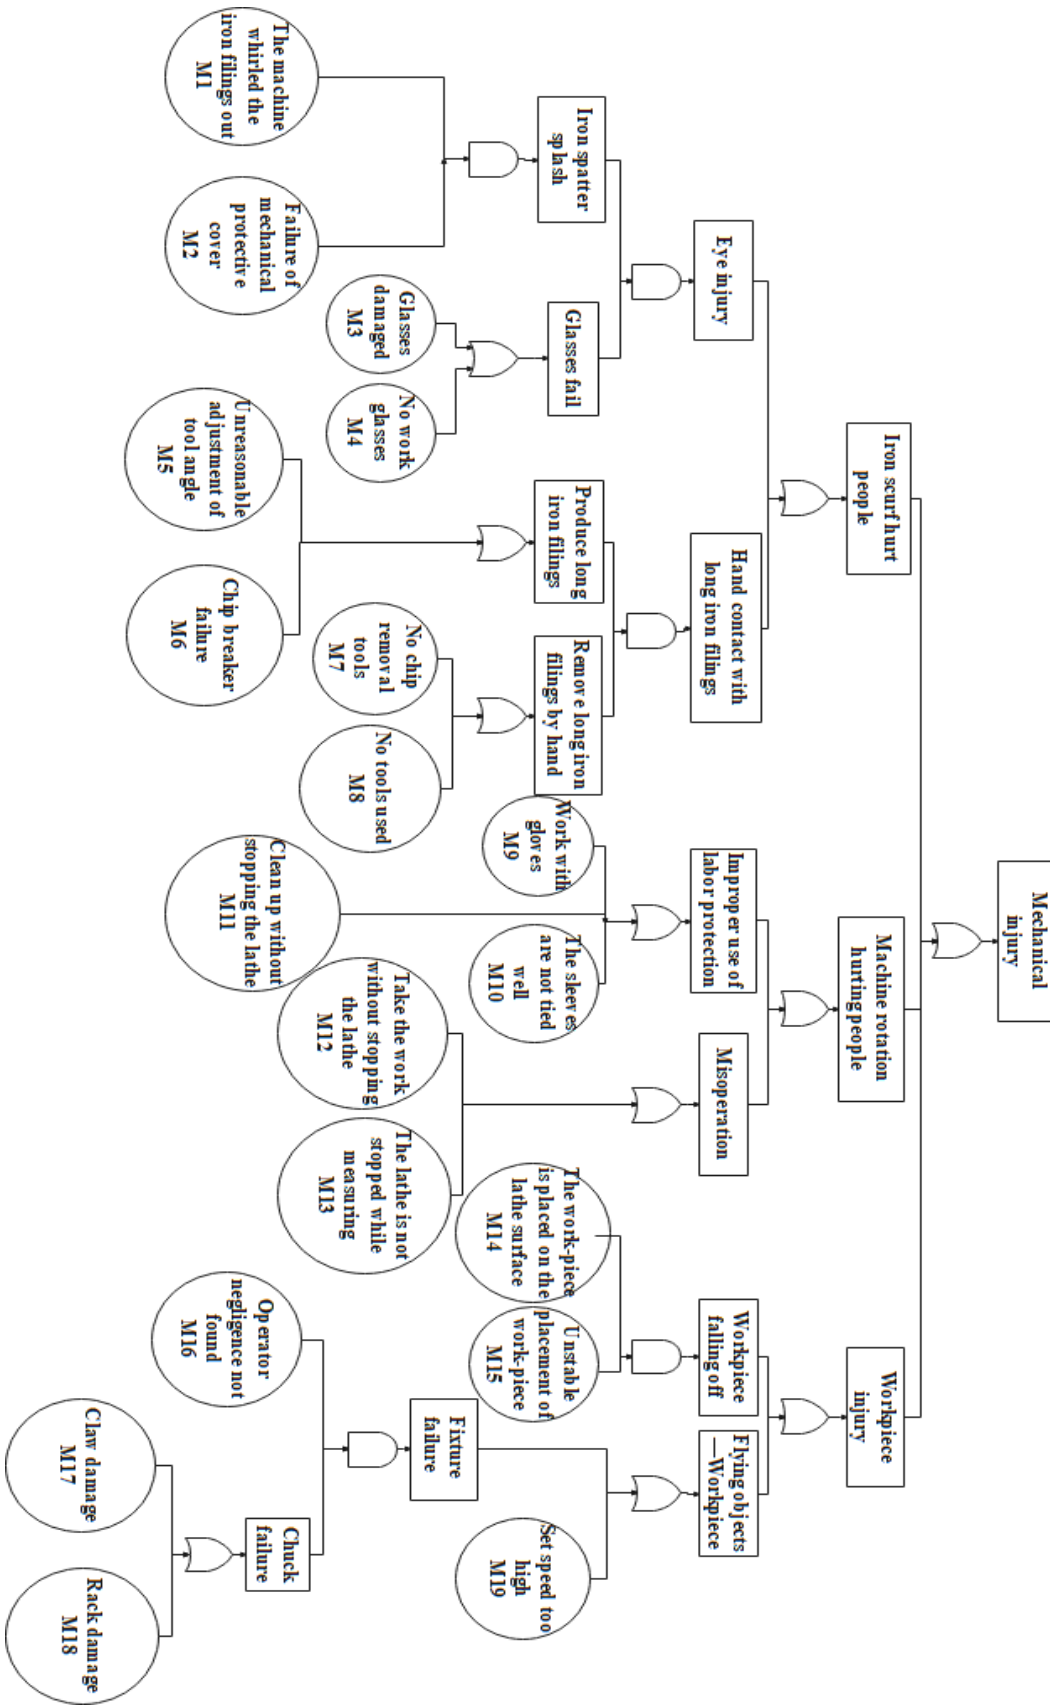 Mechanical
injury
Iron scurf hurt
people
Machine rotation
hurting people
Workpiece
injury
Eye injury
Hand contact with
long iron filings
Improper use of
labor protection
Misoperation
Workpiece
falling off
Flying objects
—Workpiece
Iron spatter
splash
Glasses fail
Produce long
iron filings
Remove long iron
filings by hand
Work with
gloves
M9
The sleeves
are not tied
well
M10
The work-piece
is placed on the
lathe surface
M14
Unstable
placement of
work-piece
M15
Fixture
failure
Set speed too
high
M19
The machine
whirled the
iron filings out
M1
Failure of
mechanical
protective
cover
M2
Glasses
damaged
M3
No work
glasses
M4
Unreasonable
adjustment of
tool angle
M5
Chip breaker
failure
M6
No chip
removal
tools
M7
No tools used
M8
Clean up without
stopping the lathe
M11
Take the work
without stopping
the lathe
M12
The lathe is not
stopped while
measuring
M13
Operator
negligence not
found
M16
Chuck
failure
Claw damage
M17
Rack damage
M18